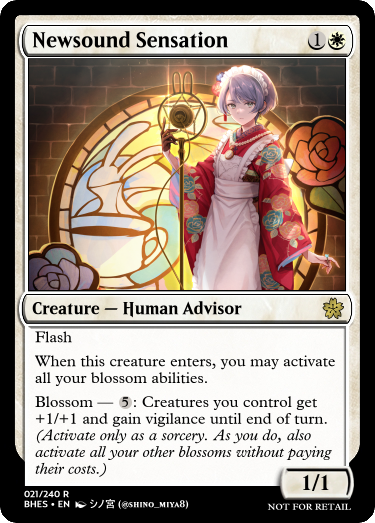 Newsound Sensation 1
Creature — Human Advisor
Flash
When this creature enters, you may activate
all your blossom abilities.
Blossom — 5: Creatures you control get
+1/+1 and gain vigilance until end of turn.
(Activate only as a sorcery. As you do, also
activate all your other blossoms without paying
their costs.)
1/1
021/240 R
BHES • EN シノ宮 (@SHINO_MIYA8)
NOT FOR RETAIL